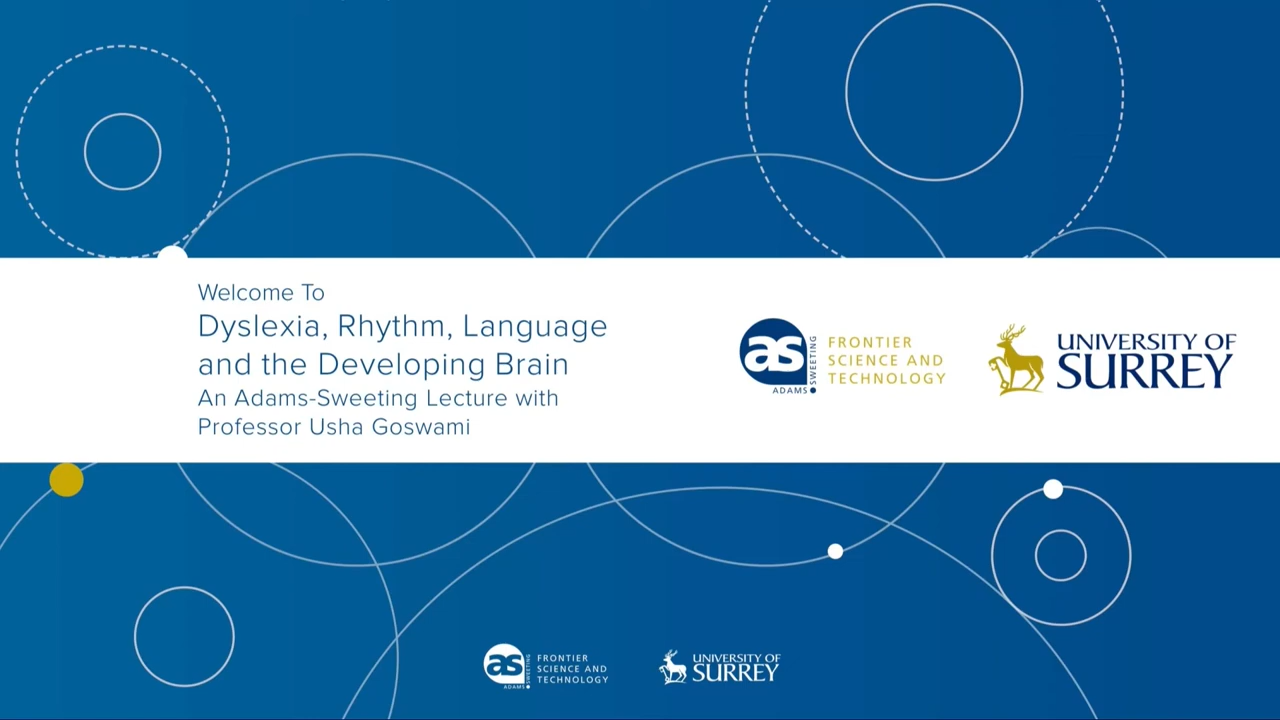 Welcome To
Dyslexia, Rhythm, Language
and the Developing Brain
An Adams-Sweeting Lecture with
Professor Usha Goswami
as
ADAMS
SWEETING
FRONTIER
SCIENCE AND
TECHNOLOGY
UNIVERSITY OF
SURREY
as
ADAMS
SWEETING
FRONTIER
SCIENCE AND
TECHNOLOGY
UNIVERSITY OF
SURREY